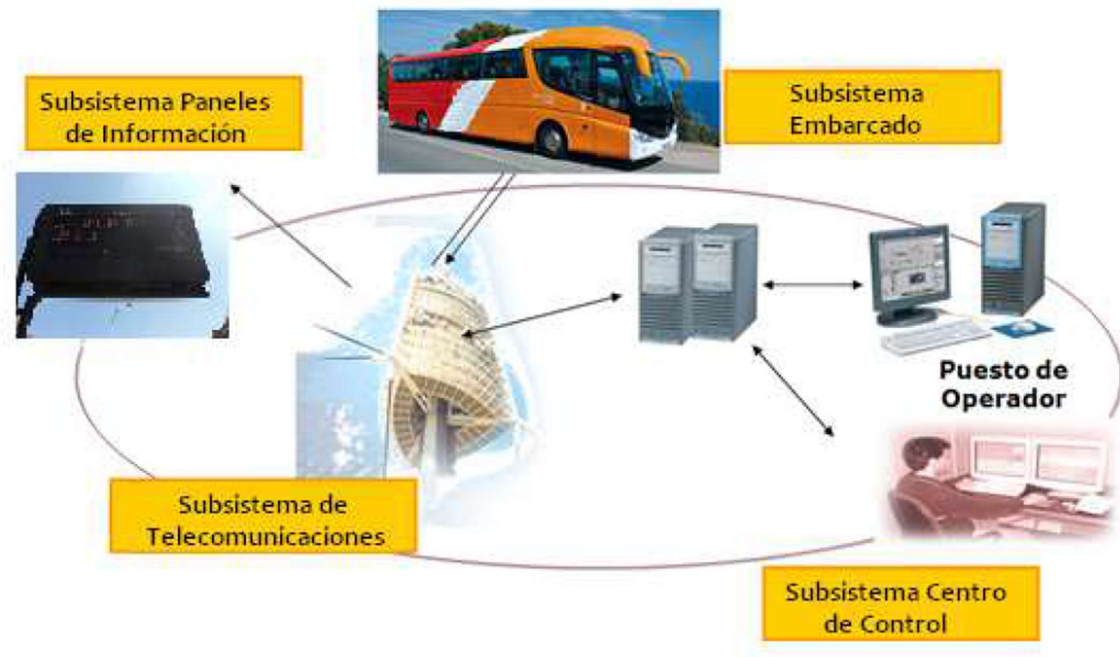 Subsistema Paneles
de Información
Subsistema
Embarcado
Puesto de
Operador
Subsistema de
Telecomunicaciones
Subsistema Centro
de Control